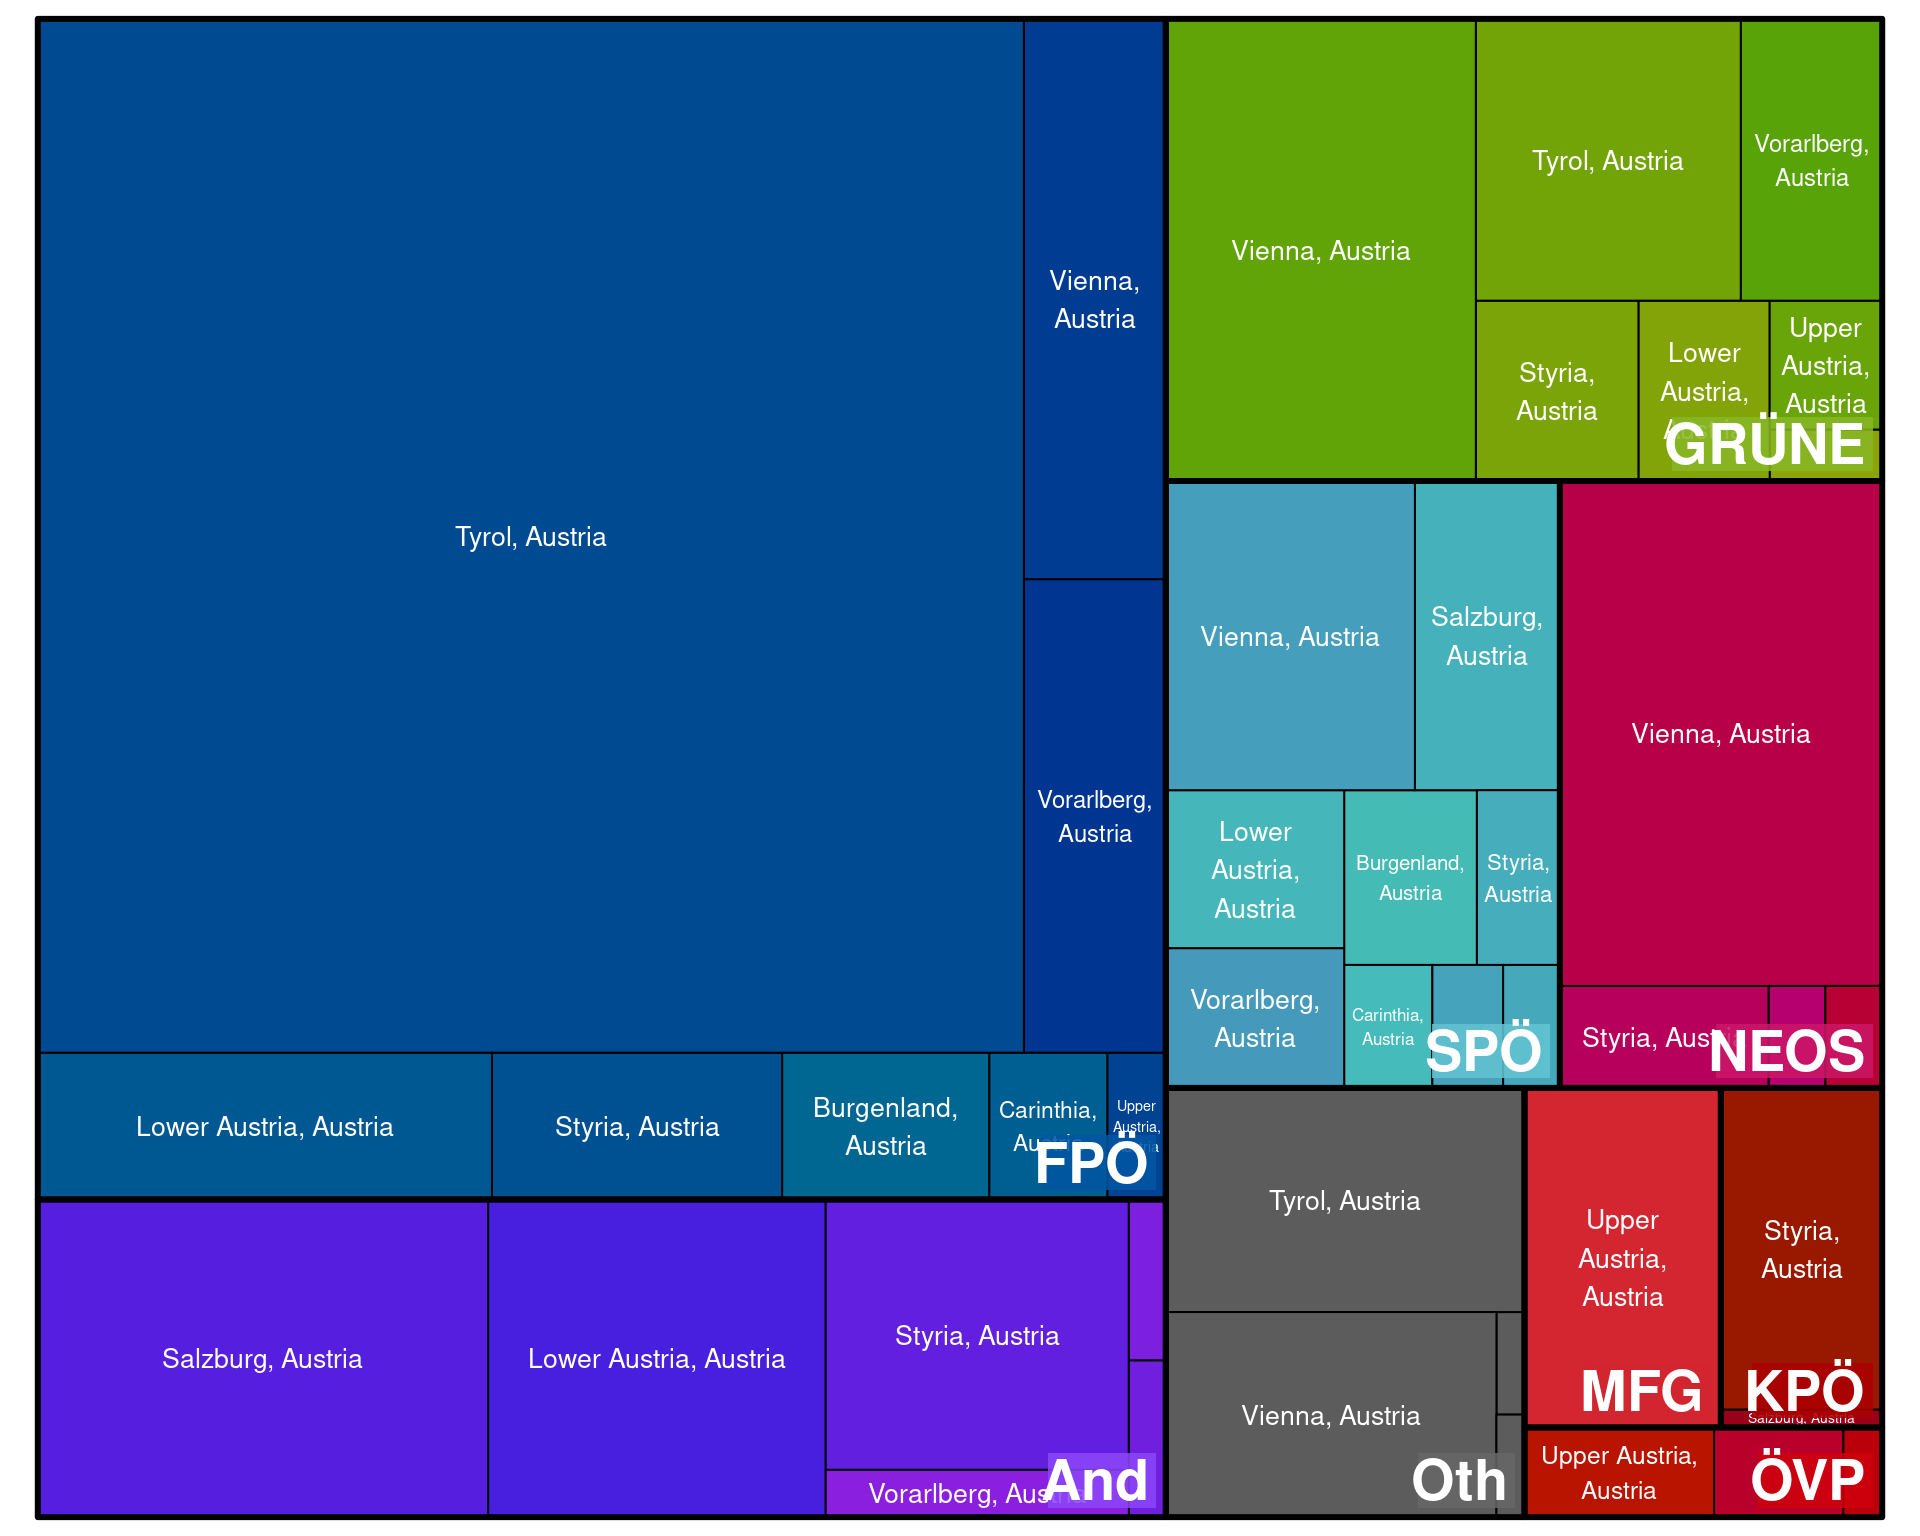 Tyrol, Austria
Vienna,
Austria
Vorarlberg,
Austria
Lower Austria, Austria
Styria, Austria
Burgenland,
Austria
Carinthia,
Upper
Austria,
FPÖ
Salzburg, Austria
Lower Austria, Austria
Styria, Austria
Vorarlberg,
And
Vienna, Austria
Tyrol, Austria
Vorarlberg,
Austria
Styria,
Austria
Lower
Austria,
Upper
Austria,
Austria
GRÜNE
Vienna, Austria
Salzburg,
Austria
Lower
Austria,
Austria
Burgenland,
Austria
Styria,
Austria
Vorarlberg,
Austria
Carinthia,
Austria
SPÖ
Vienna, Austria
Styria,
NEOS
Tyrol, Austria
Vienna, Austria
Oth
Upper
Austria,
Austria
MFG
Styria,
Austria
KPÖ
Salzburg, Austria
Upper Austria,
Austria
ÖVP